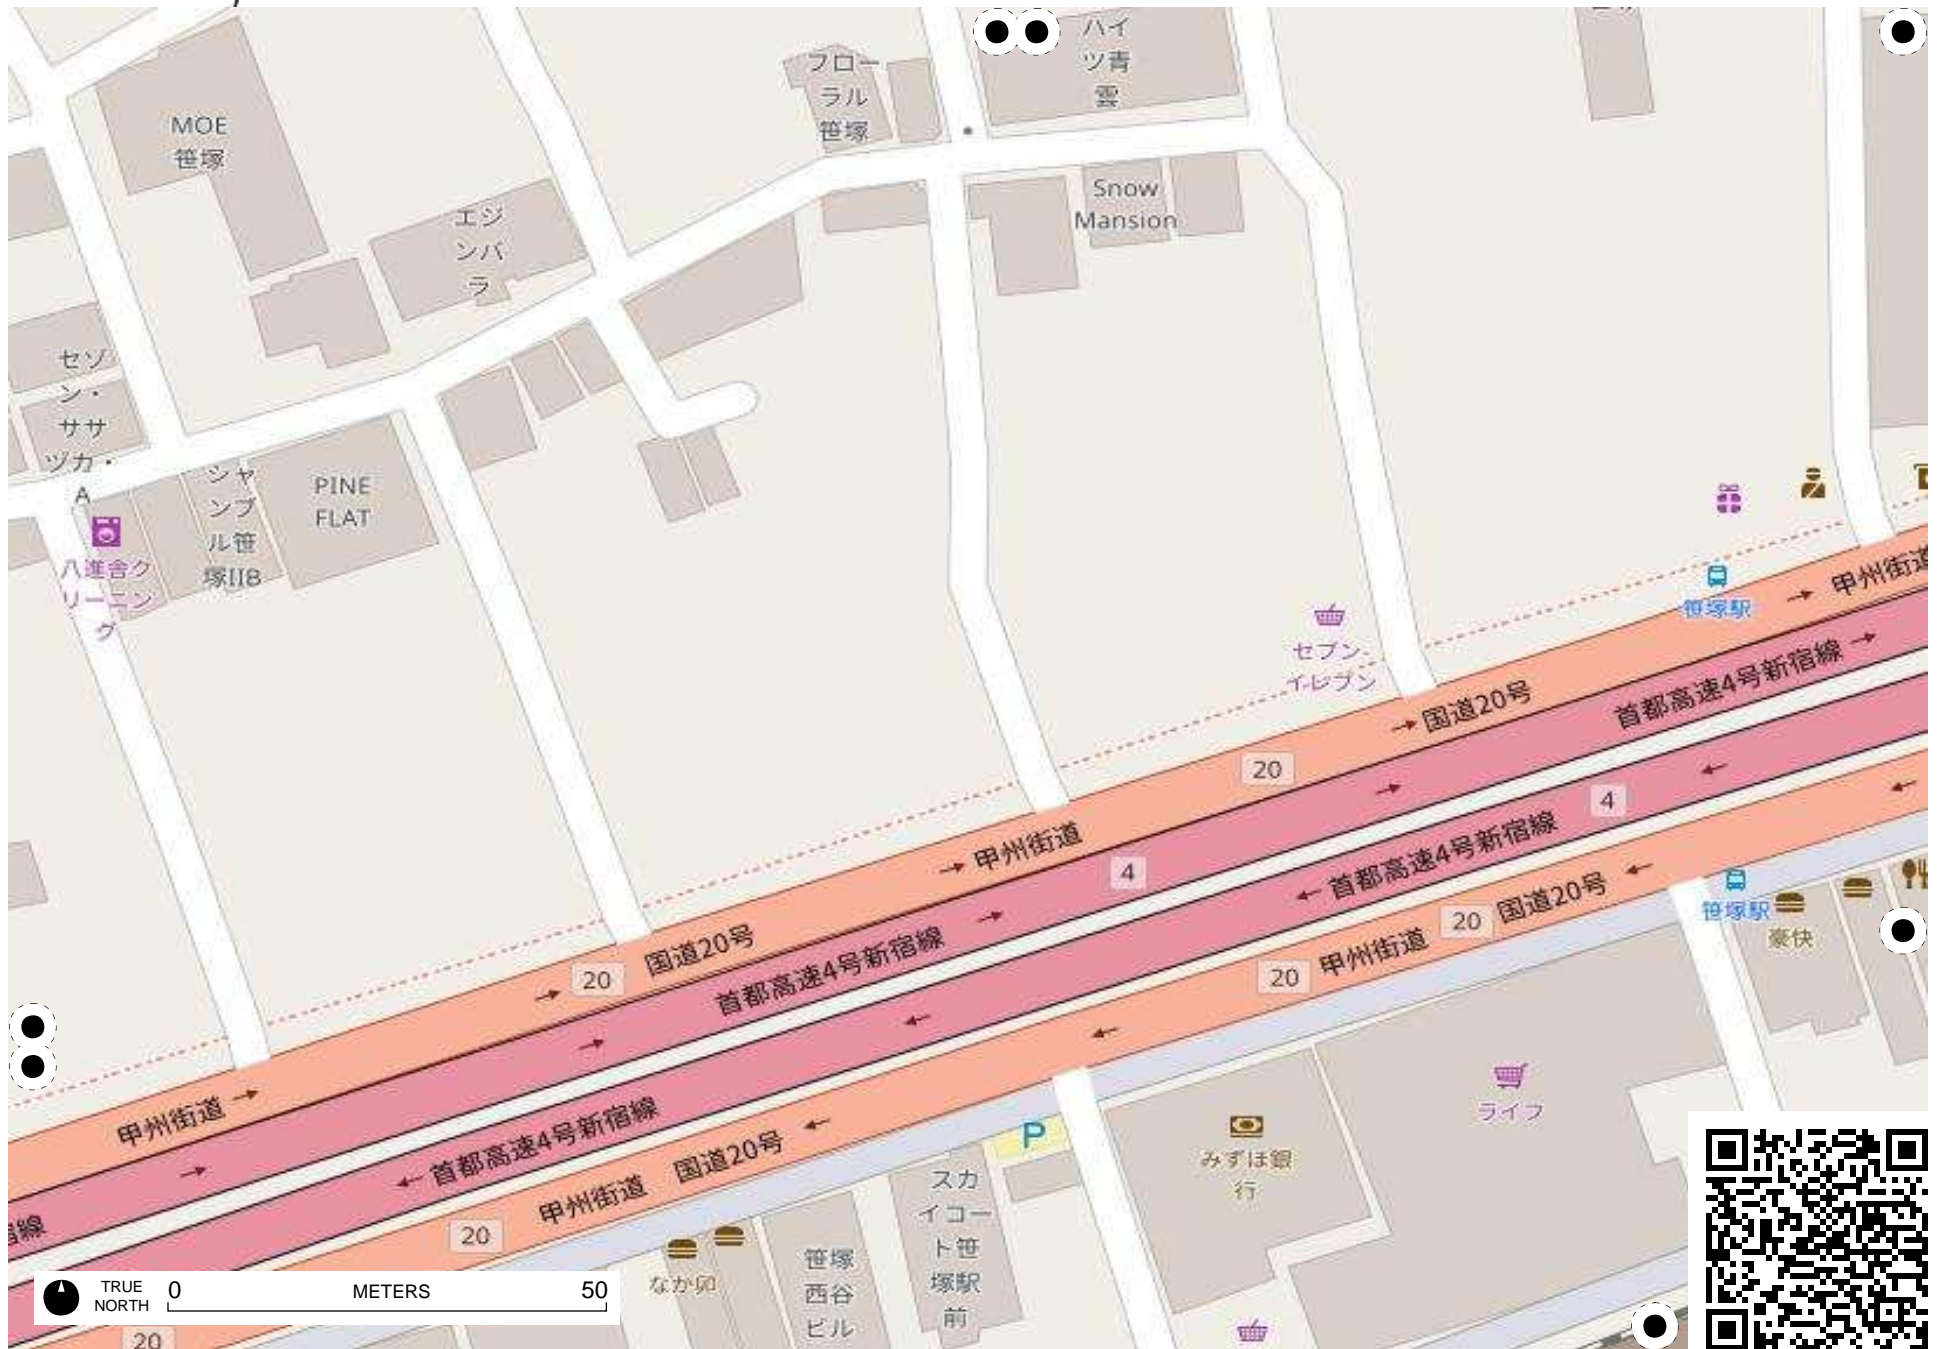 ハイ
ツ青
雲
フロー
ラル
笹塚
MOE
笹塚
Snow
Mansion
エジ
ンバ
ラ
セゾ
ン・
ササ
ヅカ・
A
シャ
ンブ
ル笹
塚IIB
PINE
FLAT
八進舎ク
リーニン
グ
笹塚駅
甲州街道
セブン-
イレブン
国道20号
首都高速4号新宿線
20
4
甲州街道
4
首都高速4号新宿線
国道20号
20
首都高速4号新宿線
20
国道20号
甲州街道
20
笹塚駅
豪快
甲州街道
首都高速4号新宿線
国道20号
甲州街道
20
P
ライフ
みずほ銀
行
スカ
イコー
ト笹
塚駅
前
笹塚
西谷
ビル
なか卯
宿線
20
TRUE
NORTH
0 METERS 50